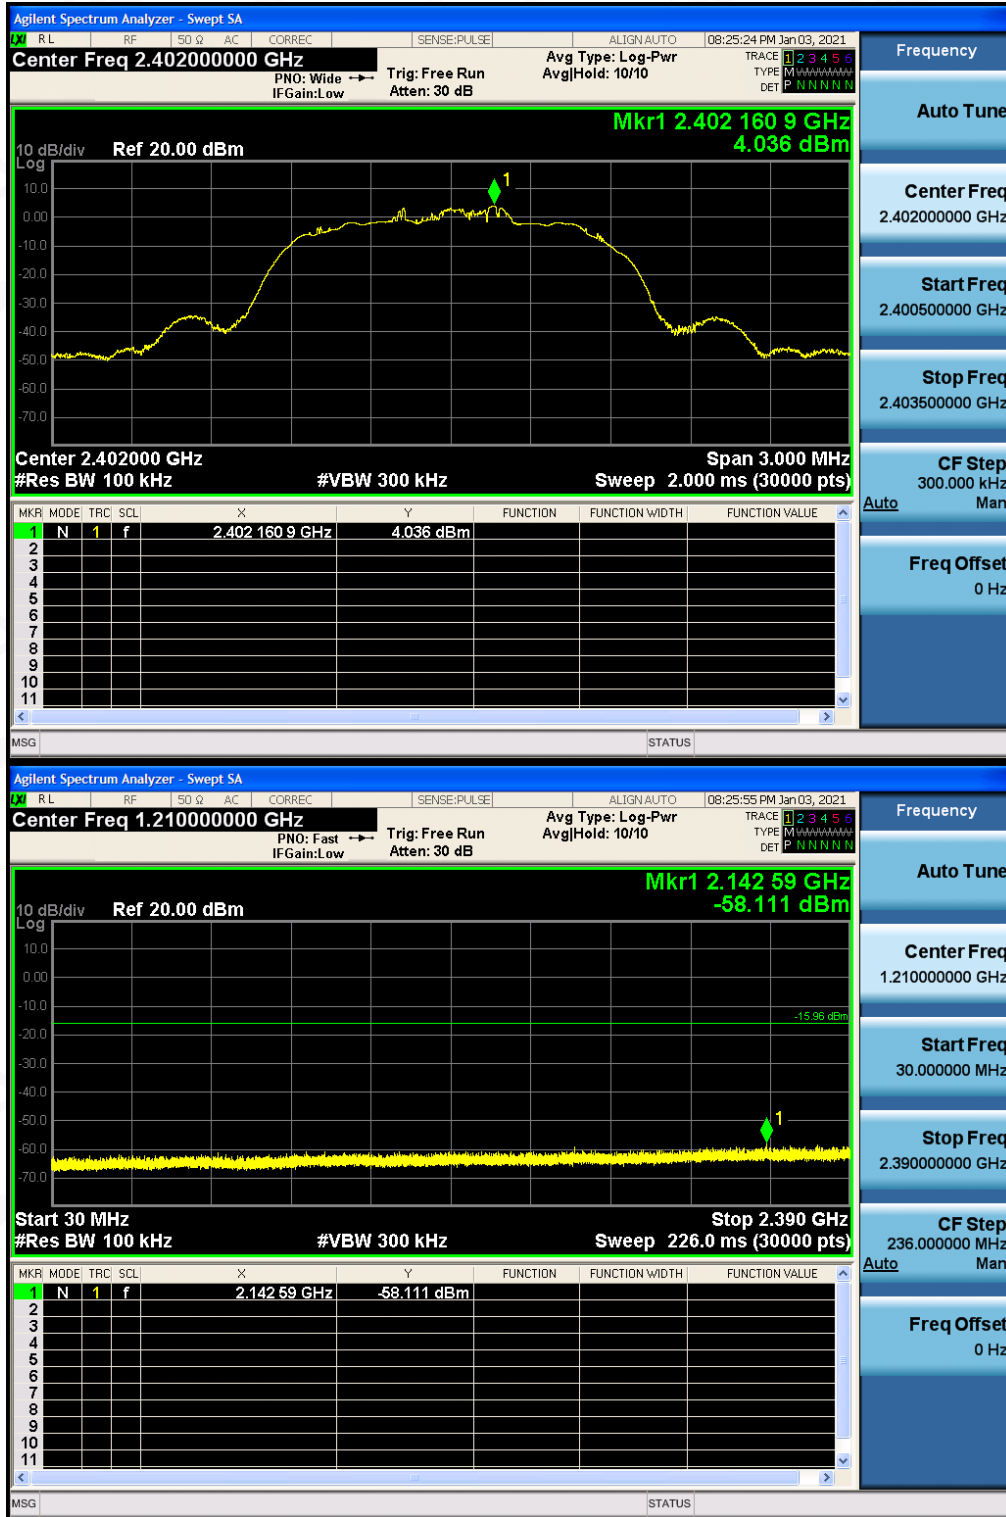 Agilent Spectrum Analyzer - Swept SA
LXI RL RF 50 Ω AC CORREC SENSE:PULSE ALIGN AUTO 08:25:24 PM Jan 03, 2021
Center Freq 2.402000000 GHz
PNO: Wide
IFGain:Low
Trig: Free Run
Atten: 30 dB
Avg Type: Log-Pwr
Avg|Hold: 10/10
TRACE 1 2 3 4 5 6
TYPE M WWWWW
DET P N N N N N
Mkr1 2.402 160 9 GHz
4.036 dBm
10 dB/div Ref 20.00 dBm
Log
10.0
0.00
-10.0
-20.0
-30.0
-40.0
-50.0
-60.0
-70.0
1
Center 2.402000 GHz Span 3.000 MHz
#Res BW 100 kHz #VBW 300 kHz Sweep 2.000 ms (30000 pts)
MKR MODE TRC SCL X Y FUNCTION FUNCTION WIDTH FUNCTION VALUE
1 N 1 f 2.402 160 9 GHz 4.036 dBm
2
3
4
5
6
7
8
9
10
11
MSG STATUS
Frequency
Auto Tune
Center Freq
2.402000000 GHz
Start Freq
2.400500000 GHz
Stop Freq
2.403500000 GHz
CF Step
300.000 kHz
Auto Man
Freq Offset
0 Hz
Agilent Spectrum Analyzer - Swept SA
LXI RL RF 50 Ω AC CORREC SENSE:PULSE ALIGN AUTO 08:25:55 PM Jan 03, 2021
Center Freq 1.210000000 GHz
PNO: Fast
IFGain:Low
Trig: Free Run
Atten: 30 dB
Avg Type: Log-Pwr
Avg|Hold: 10/10
TRACE 1 2 3 4 5 6
TYPE M WWWWW
DET P N N N N N
Mkr1 2.142 59 GHz
-58.111 dBm
10 dB/div Ref 20.00 dBm
Log
10.0
0.00
-10.0
-20.0
-30.0
-40.0
-50.0
-60.0
-70.0
-15.96 dBm
1
Start 30 MHz Stop 2.390 GHz
#Res BW 100 kHz #VBW 300 kHz Sweep 226.0 ms (30000 pts)
MKR MODE TRC SCL X Y FUNCTION FUNCTION WIDTH FUNCTION VALUE
1 N 1 f 2.142 59 GHz -58.111 dBm
2
3
4
5
6
7
8
9
10
11
MSG STATUS
Frequency
Auto Tune
Center Freq
1.210000000 GHz
Start Freq
30.000000 MHz
Stop Freq
2.390000000 GHz
CF Step
236.000000 MHz
Auto Man
Freq Offset
0 Hz